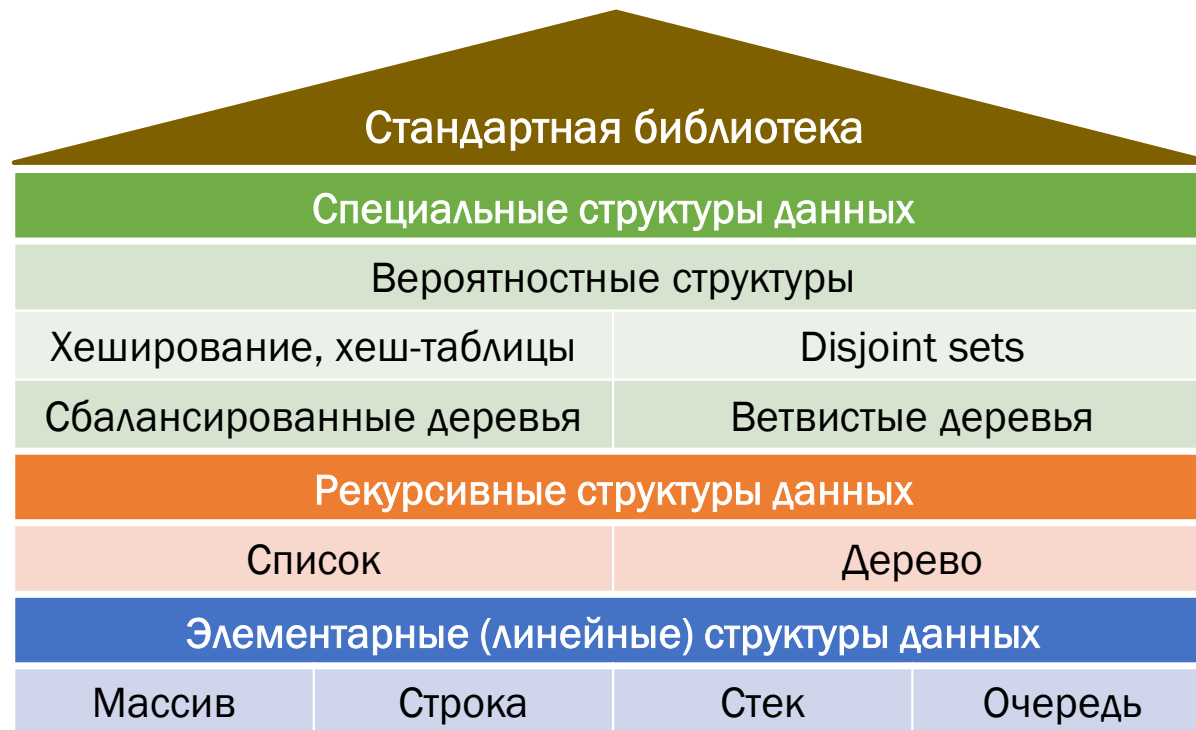 Стандартная библиотека
Специальные структуры данных
Вероятностные структуры
Хеширование, хеш-таблицы Disjoint sets
Сбалансированные деревья Ветвистые деревья
Рекурсивные структуры данных
Список Дерево
Элементарные (линейные) структуры данных
Массив Строка Стек Очередь